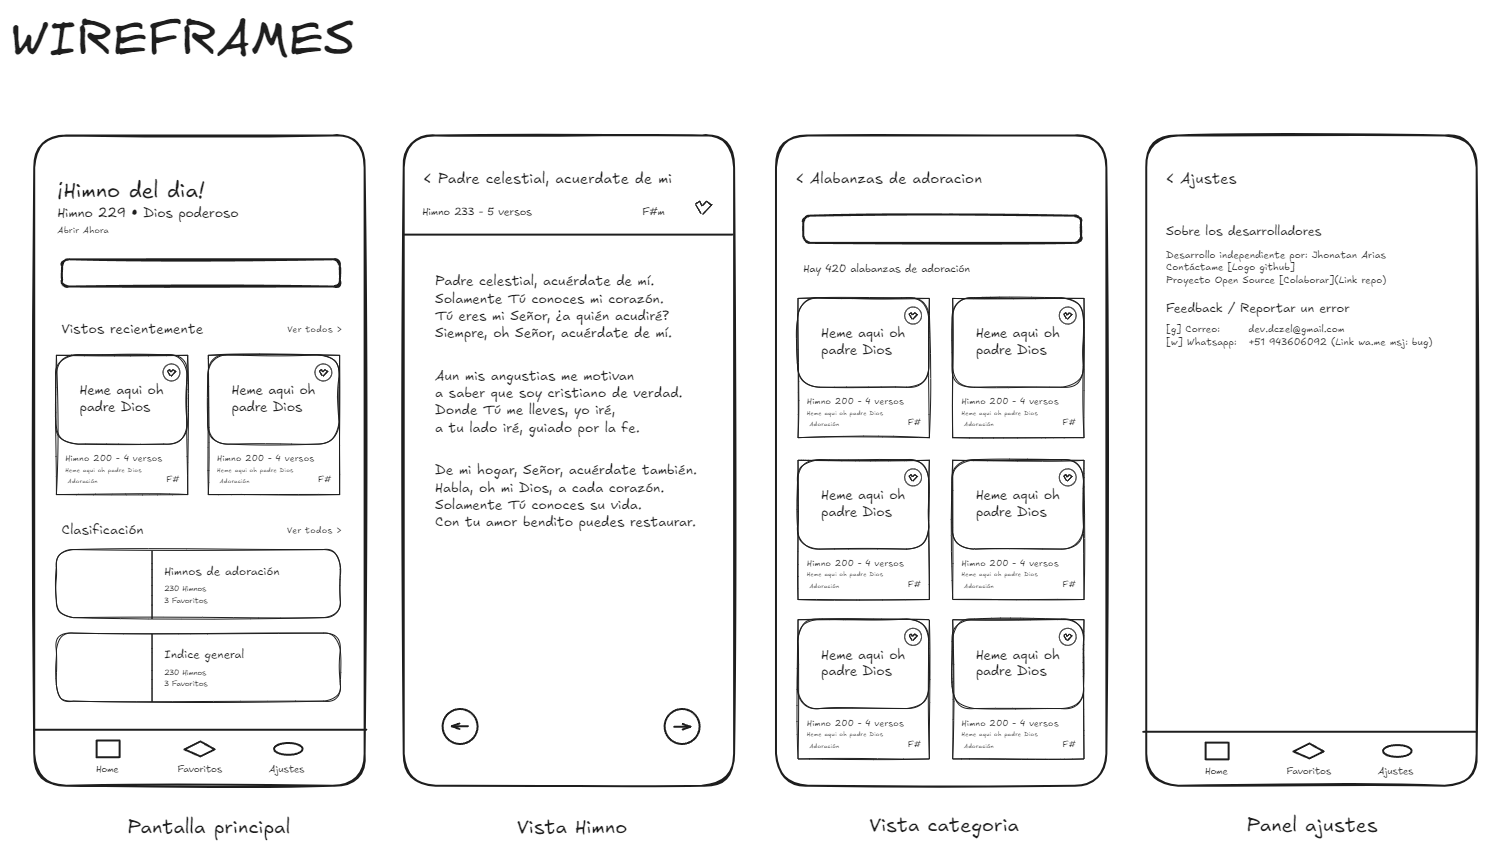 WIREFRAMES
¡Himno del dia!
Himno 229 • Dios poderoso
Abrir Ahora
Vistos recientemente
Ver todos >
Heme aqui oh
padre Dios
Himno 200 - 4 versos
Heme aqui oh padre Dios
Adoración
F#
Heme aqui oh
padre Dios
Himno 200 - 4 versos
Heme aqui oh padre Dios
Adoración
F#
Clasificación
Ver todos >
Himnos de adoración
230 Himnos
3 Favoritos
Indice general
230 Himnos
3 Favoritos
Home
Favoritos
Ajustes
Pantalla principal
< Padre celestial, acuerdate de mi
Himno 233 - 5 versos
F#m
Padre celestial, acuérdate de mí.
Solamente Tú conoces mi corazón.
Tú eres mi Señor, ¿a quién acudiré?
Siempre, oh Señor, acuérdate de mí.
Aun mis angustias me motivan
a saber que soy cristiano de verdad.
Donde Tú me lleves, yo iré,
a tu lado iré, guiado por la fe.
De mi hogar, Señor, acuérdate también.
Habla, oh mi Dios, a cada corazón.
Solamente Tú conoces su vida.
Con tu amor bendito puedes restaurar.
Vista Himno
< Alabanzas de adoracion
Hay 420 alabanzas de adoración
Heme aqui oh
padre Dios
Himno 200 - 4 versos
Heme aqui oh padre Dios
Adoración
F#
Heme aqui oh
padre Dios
Himno 200 - 4 versos
Heme aqui oh padre Dios
Adoración
F#
Heme aqui oh
padre Dios
Himno 200 - 4 versos
Heme aqui oh padre Dios
Adoración
F#
Heme aqui oh
padre Dios
Himno 200 - 4 versos
Heme aqui oh padre Dios
Adoración
F#
Heme aqui oh
padre Dios
Himno 200 - 4 versos
Heme aqui oh padre Dios
Adoración
F#
Heme aqui oh
padre Dios
Himno 200 - 4 versos
Heme aqui oh padre Dios
Adoración
F#
Vista categoria
< Ajustes
Sobre los desarrolladores
Desarrollo independiente por: Jhonatan Arias
Contáctame [Logo github]
Proyecto Open Source [Colaborar](Link repo)
Feedback / Reportar un error
[g] Correo: dev.dczel@gmail.com
[w] Whatsapp: +51 943606092 (Link wa.me msj: bug)
Home
Favoritos
Ajustes
Panel ajustes